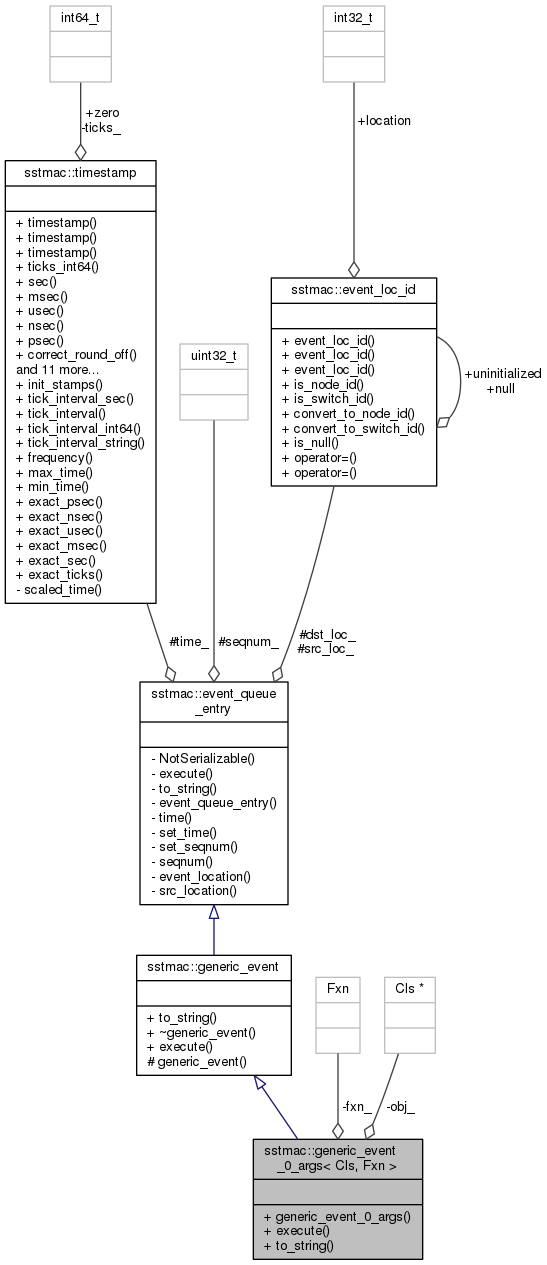 int64_t
int32_t
+zero
-ticks_
+location
sstmac::timestamp
+ timestamp()
+ timestamp()
+ timestamp()
+ ticks_int64()
+ sec()
+ msec()
+ usec()
+ nsec()
+ psec()
+ correct_round_off()
and 11 more...
+ init_stamps()
+ tick_interval_sec()
+ tick_interval()
+ tick_interval_int64()
+ tick_interval_string()
+ frequency()
+ max_time()
+ min_time()
+ exact_psec()
+ exact_nsec()
+ exact_usec()
+ exact_msec()
+ exact_sec()
+ exact_ticks()
- scaled_time()
uint32_t
sstmac::event_loc_id
+ event_loc_id()
+ event_loc_id()
+ event_loc_id()
+ is_node_id()
+ is_switch_id()
+ convert_to_node_id()
+ convert_to_switch_id()
+ is_null()
+ operator=()
+ operator=()
+uninitialized
+null
#time_
#seqnum_
#dst_loc_
#src_loc_
sstmac::event_queue
_entry
- NotSerializable()
- execute()
- to_string()
- event_queue_entry()
- time()
- set_time()
- set_seqnum()
- seqnum()
- event_location()
- src_location()
sstmac::generic_event
+ to_string()
+ ~generic_event()
+ execute()
# generic_event()
Fxn
Cls *
-fxn_
-obj_
sstmac::generic_event
_0_args< Cls, Fxn >
+ generic_event_0_args()
+ execute()
+ to_string()